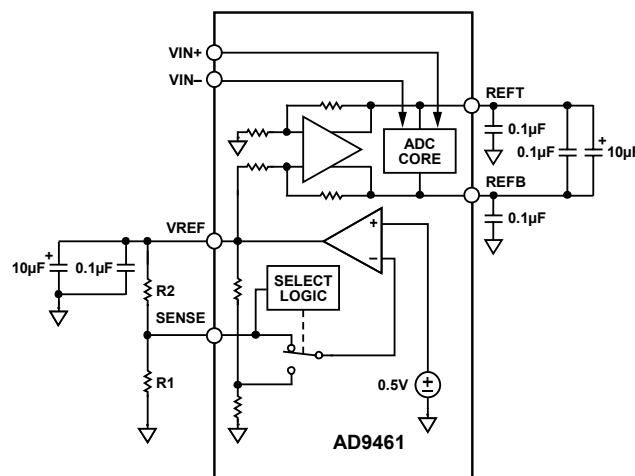 VIN+
VIN–
REFT
0.1µF
ADC
CORE
0.1µF
+
10µF
REFB
0.1µF
VREF
+
–
+
10µF
0.1µF
R2
SELECT
LOGIC
SENSE
R1
0.5V
+
–
AD9461